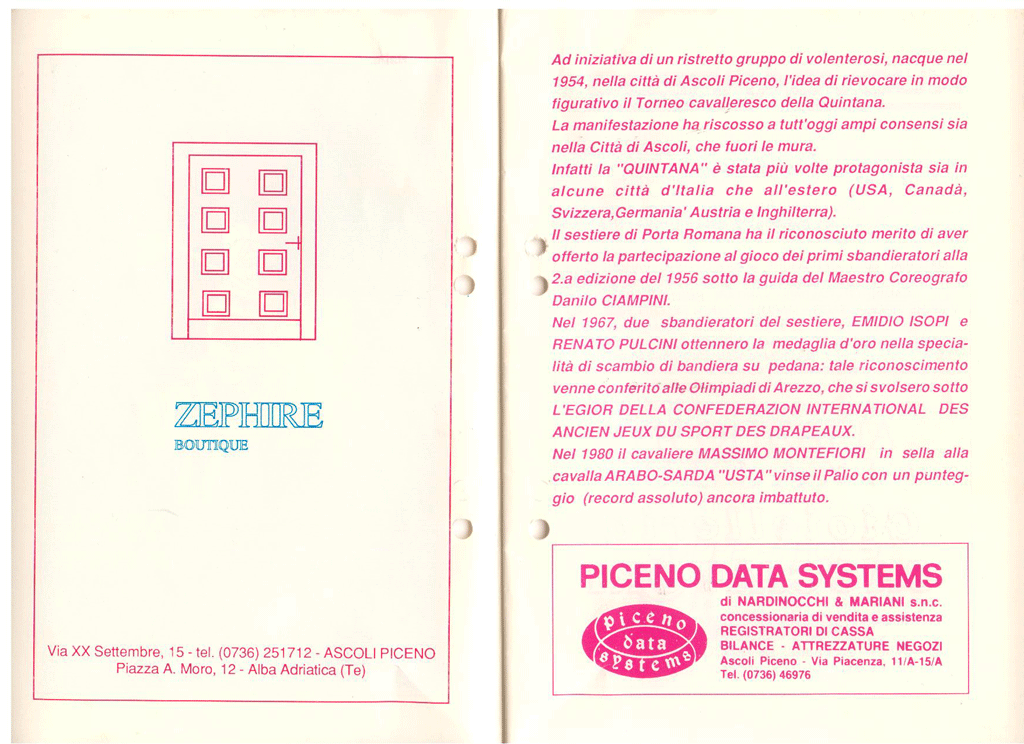 ZEPHIRE
BOUTIQUE
Via XX Settembre, 15 - tel. (0736) 251712 - ASCOLI PICENO
Piazza A. Moro, 12 - Alba Adriatica (Te)
Ad iniziativa di un ristretto gruppo di volenterosi, nacque nel
1954, nella città di Ascoli Piceno, l'idea di rievocare in modo
figurativo il Torneo cavalleresco della Quintana.
La manifestazione ha riscosso a tutt'oggi ampi consensi sia
nella Città di Ascoli, che fuori le mura.
Infatti la "QUINTANA" è stata più volte protagonista sia in
alcune città d'Italia che all'estero (USA, Canadà,
Svizzera,Germania' Austria e Inghilterra).
Il sestiere di Porta Romana ha il riconosciuto merito di aver
offerto la partecipazione al gioco dei primi sbandieratori alla
2.a edizione del 1956 sotto la guida del Maestro Coreografo
Danilo CIAMPINI.
Nel 1967, due sbandieratori del sestiere, EMIDIO ISOPI e
RENATO PULCINI ottennero la medaglia d'oro nella specia-
lità di scambio di bandiera su pedana: tale riconoscimento
venne conferito alle Olimpiadi di Arezzo, che si svolsero sotto
L'EGIOR DELLA CONFEDERAZION INTERNATIONAL DES
ANCIEN JEUX DU SPORT DES DRAPEAUX.
Nel 1980 il cavaliere MASSIMO MONTEFIORI in sella alla
cavalla ARABO-SARDA "USTA" vinse il Palio con un punteg-
gio (record assoluto) ancora imbattuto.
PICENO DATA SYSTEMS
di NARDINOCCHI & MARIANI s.n.c.
concessionaria di vendita e assistenza
REGISTRATORI DI CASSA
BILANCE - ATTREZZATURE NEGOZI
Ascoli Piceno - Via Piacenza, 11/A-15/A
Tel. (0736) 46976
piceno
data
systems